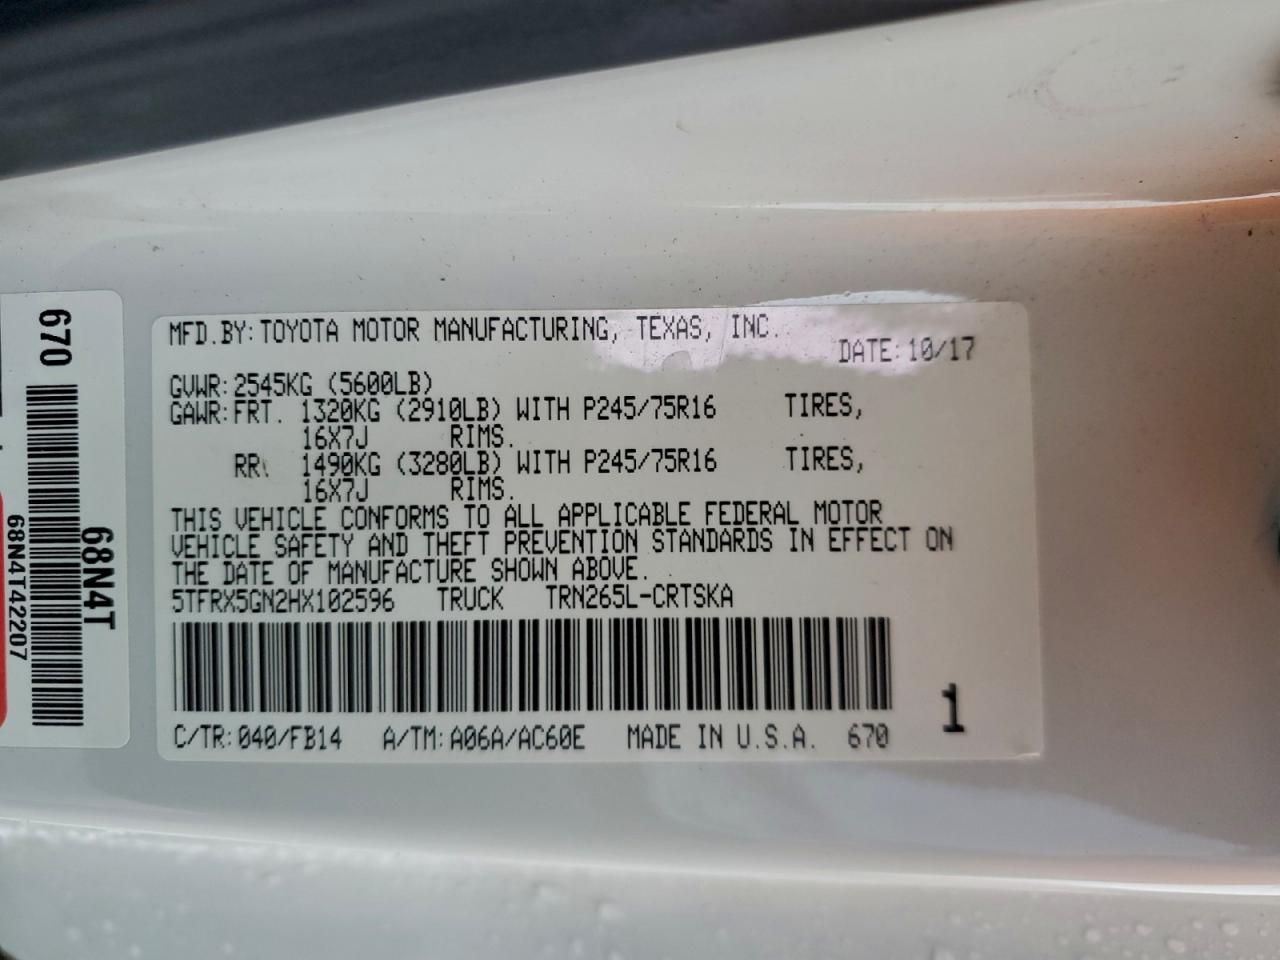 MFD.BY:TOYOTA MOTOR MANUFACTURING, TEXAS, INC.
DATE:10/17
GVWR:2545KG (5600LB)
GAWR:FRT. 1320KG (2910LB) WITH P245/75R16 TIRES,
16X7J RIMS.
RR. 1490KG (3280LB) WITH P245/75R16 TIRES,
16X7J RIMS.
THIS VEHICLE CONFORMS TO ALL APPLICABLE FEDERAL MOTOR
VEHICLE SAFETY AND THEFT PREVENTION STANDARDS IN EFFECT ON
THE DATE OF MANUFACTURE SHOWN ABOVE.
5TFRX5GN2HX102596 TRUCK TRN265L-CRTSKA
C/TR:040/FB14 A/TM:A06A/AC60E MADE IN U.S.A. 670
1
670
68N4T
68N4T42207